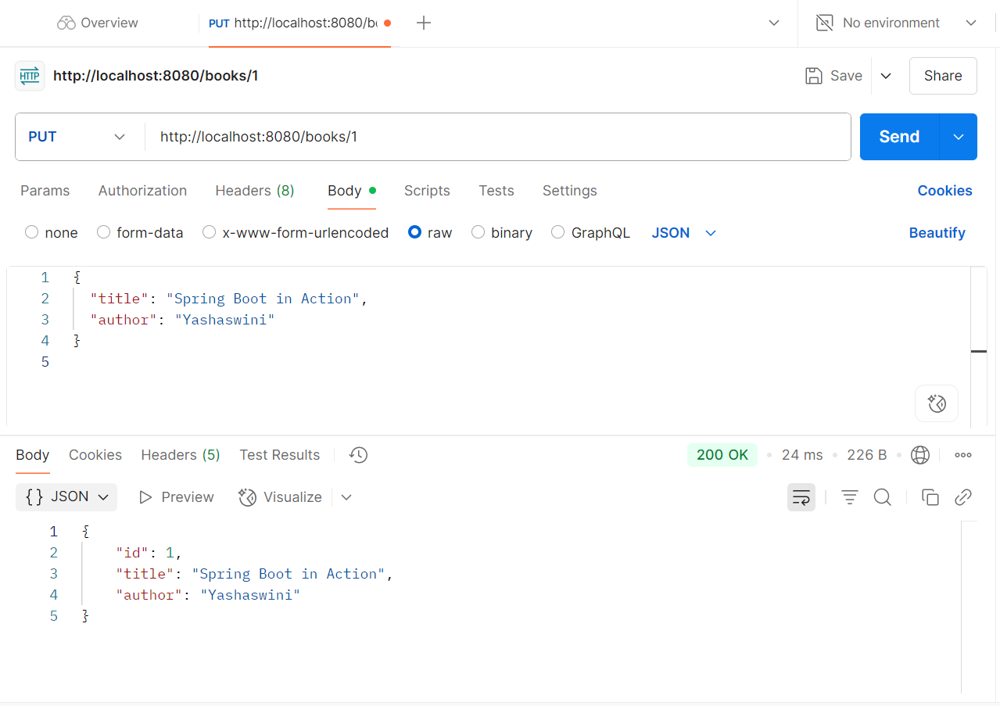 Overview PUT http://localhost:8080/b No environment
HTTP http://localhost:8080/books/1 Save Share
PUT http://localhost:8080/books/1 Send
Params Authorization Headers (8) Body Scripts Tests Settings Cookies
none form-data x-www-form-urlencoded raw binary GraphQL JSON Beautify
1 {
2 "title": "Spring Boot in Action",
3 "author": "Yashaswini"
4 }
5
Body Cookies Headers (5) Test Results 200 OK 24 ms 226 B
{} JSON Preview Visualize
1 {
2 "id": 1,
3 "title": "Spring Boot in Action",
4 "author": "Yashaswini"
5 }